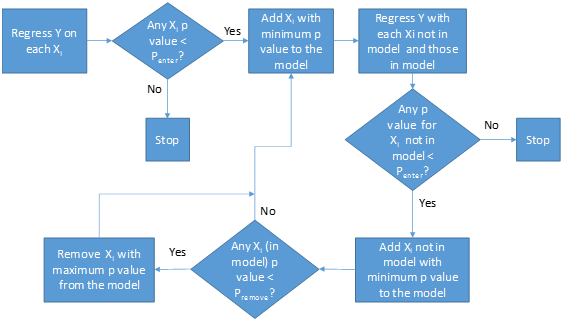 Regress Y on
each Xi
Any Xi p
value <
Penter?
Yes
No
Stop
Add Xi with
minimum p
value to the
model
Regress Y with
each Xi not in
model and those
in model
Any p
value for
Xi not in
model <
Penter?
No
Stop
Yes
Add Xi not in
model with
minimum p value
to the model
Any Xi (in
model) p
value <
Premove?
No
Yes
Remove Xi with
maximum p value
from the model